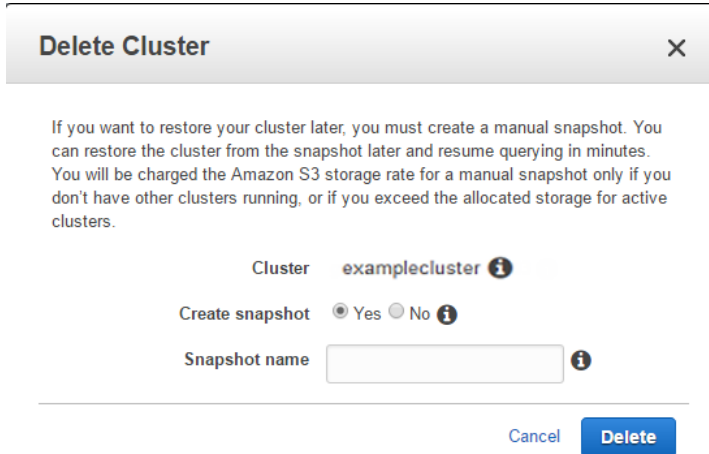 Delete Cluster
If you want to restore your cluster later, you must create a manual snapshot. You
can restore the cluster from the snapshot later and resume querying in minutes.
You will be charged the Amazon S3 storage rate for a manual snapshot only if you
don't have other clusters running, or if you exceed the allocated storage for active
clusters.
Cluster examplecluster
Create snapshot Yes No
Snapshot name
Cancel Delete